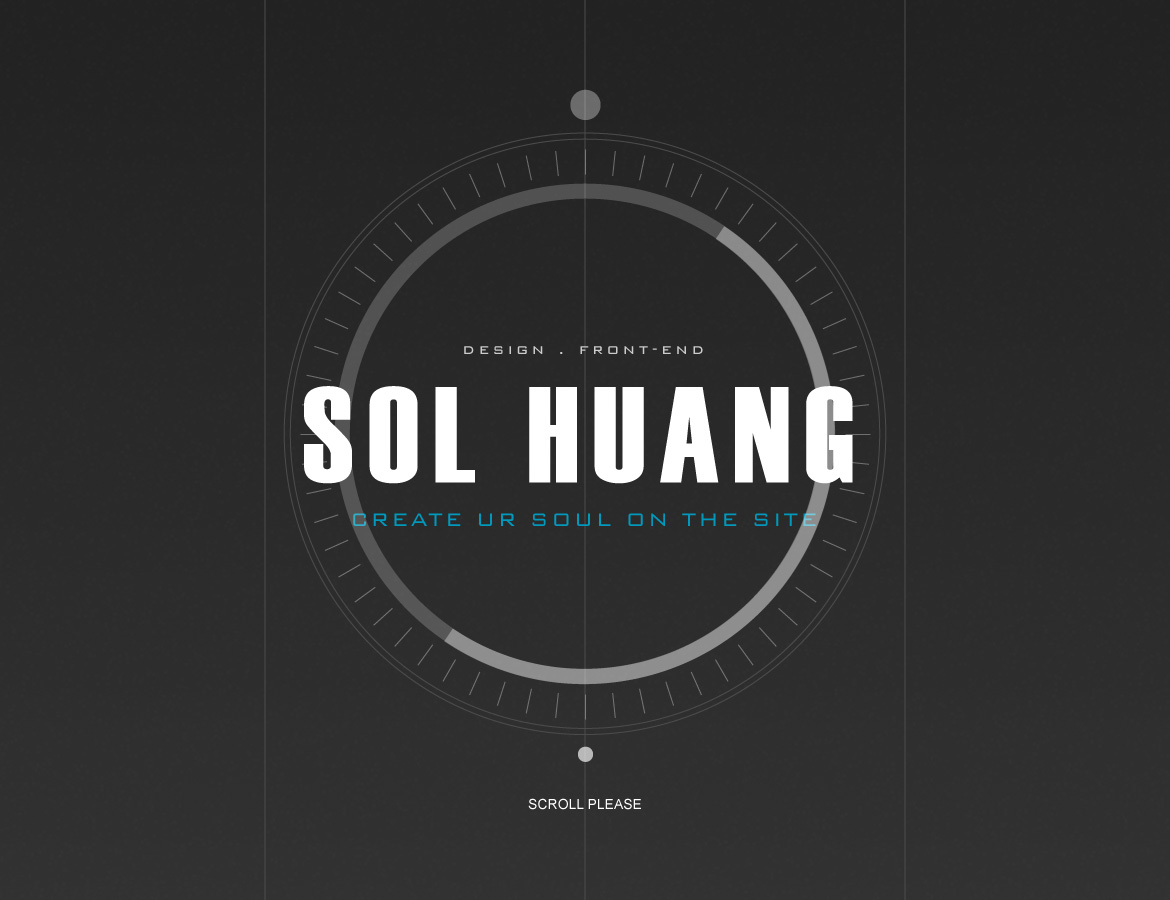 DESIGN . FRONT-END
SOL HUANG
CREATE UR SOUL ON THE SITE
SCROLL PLEASE